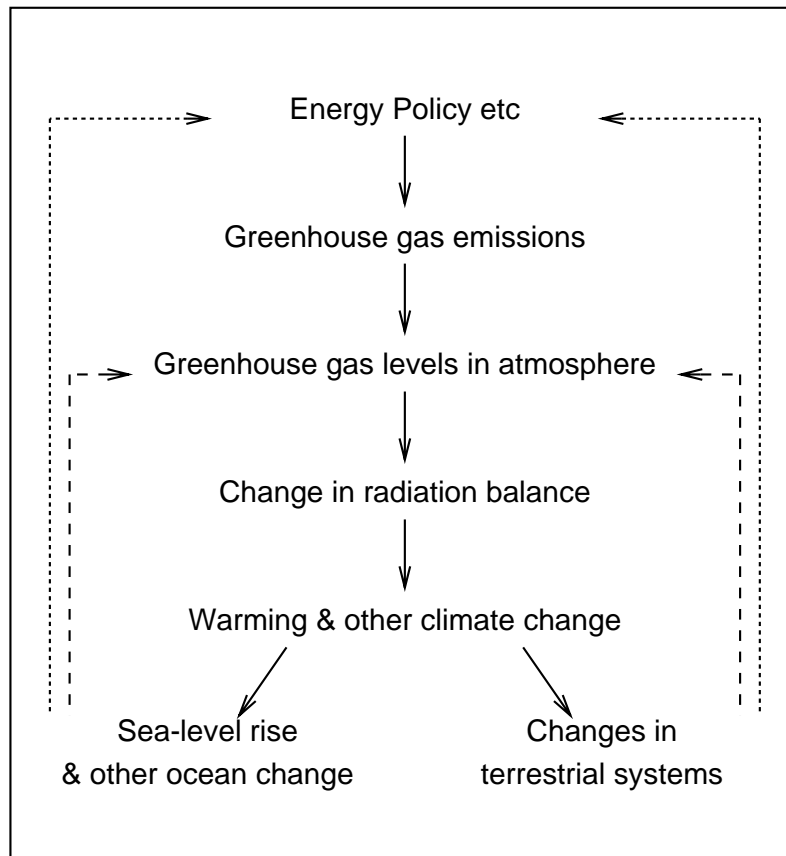 Energy Policy etc
Greenhouse gas emissions
Greenhouse gas levels in atmosphere
Change in radiation balance
Warming & other climate change
Sea-level rise
& other ocean change
Changes in
terrestrial systems